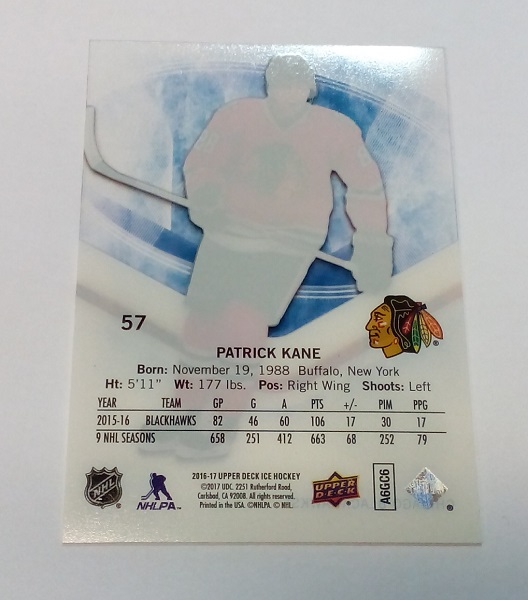 57
PATRICK KANE
Born: November 19, 1988 Buffalo, New York
Ht: 5'11" Wt: 177 lbs. Pos: Right Wing Shoots: Left
YEAR TEAM GP G A PTS +/- PIM PPG
2015-16 BLACKHAWKS 82 46 60 106 17 30 17
9 NHL SEASONS 658 251 412 663 68 252 79
NHL
NHLPA
2016-17 UPPER DECK ICE HOCKEY
©2017 UDC. 2251 Rutherford Road,
Carlsbad, CA 92008. All rights reserved.
Printed in the USA. ©NHLPA. © NHL.
UPPER
D·E·C·K
A6GC6